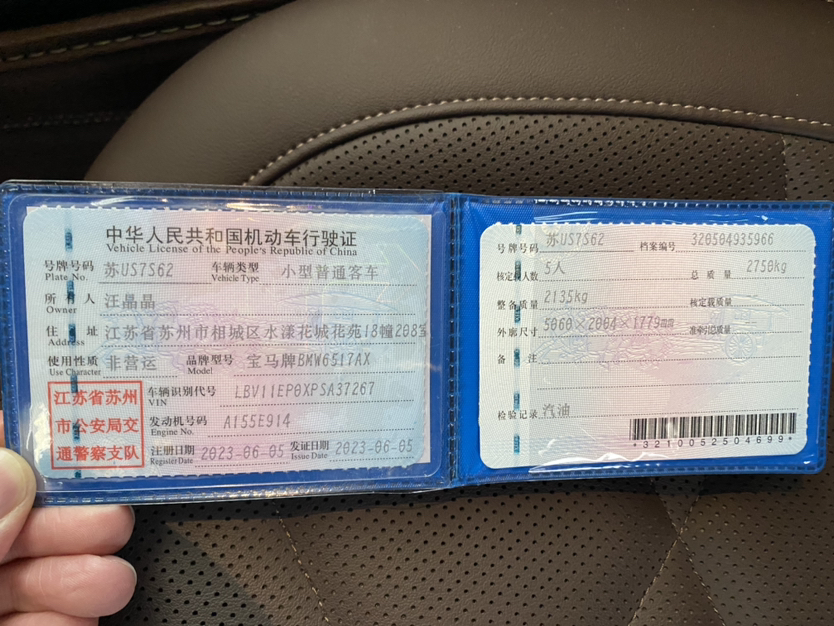 中华人民共和国机动车行驶证
Vehicle License of the People's Republic of China
号牌号码 苏US7S62 车辆类型 小型普通客车
Plate No. Vehicle Type
所有人 汪晶晶
Owner
住址 江苏省苏州市相城区水漾花城花苑18幢208室
Address
使用性质 非营运 品牌型号 宝马牌BMW6517AX
Use Character Model
江苏省苏州
市公安局交
通警察支队
车辆识别代号 LBV11EP0XPSA37267
VIN
发动机号码 A155E914
Engine No.
注册日期 2023-06-05 发证日期 2023-06-05
Register Date Issue Date
号牌号码 苏US7S62 档案编号 320504935966
核定载人数 5人 总质量 2750kg
整备质量 2135kg 核定载质量
外廓尺寸 5060×2004×1779mm 准牵引总质量
备注
检验记录 汽油
*3210052504699*